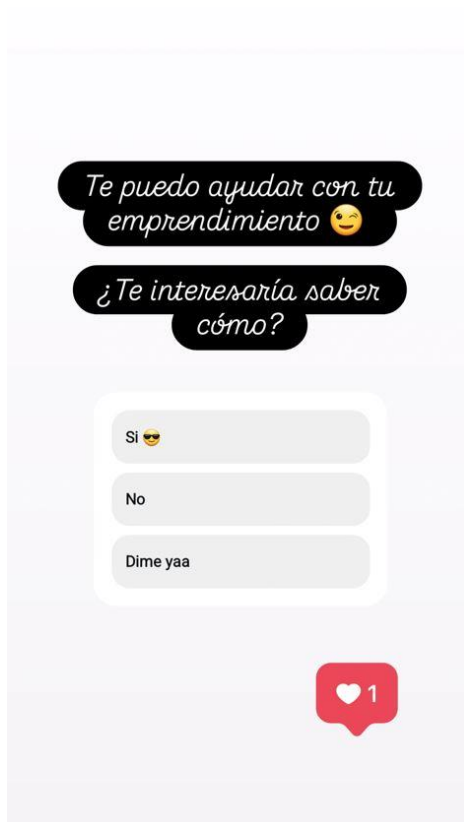 Te puedo ayudar con tu
emprendimiento 😉
¿Te interesaría saber
cómo?
Si 😎
No
Dime yaa
1